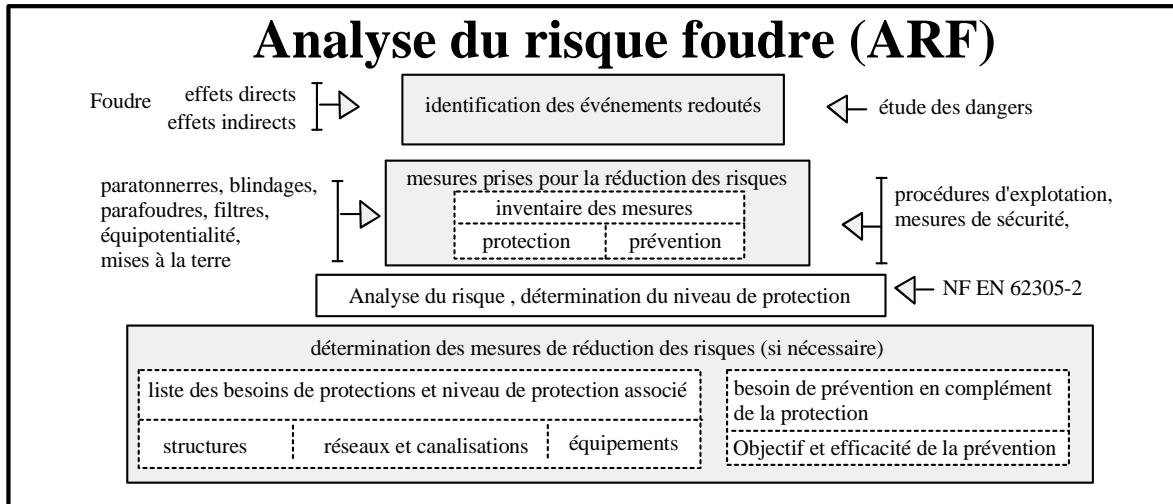 Analyse du risque foudre (ARF)
Foudre
effets directs
effets indirects
identification des événements redoutés
étude des dangers
paratonnerres, blindages,
parafoudres, filtres,
équipotentialité,
mises à la terre
mesures prises pour la réduction des risques
inventaire des mesures
protection
prévention
procédures d'explotation,
mesures de sécurité,
Analyse du risque , détermination du niveau de protection
NF EN 62305-2
détermination des mesures de réduction des risques (si nécessaire)
liste des besoins de protections et niveau de protection associé
structures
réseaux et canalisations
équipements
besoin de prévention en complément
de la protection
Objectif et efficacité de la prévention